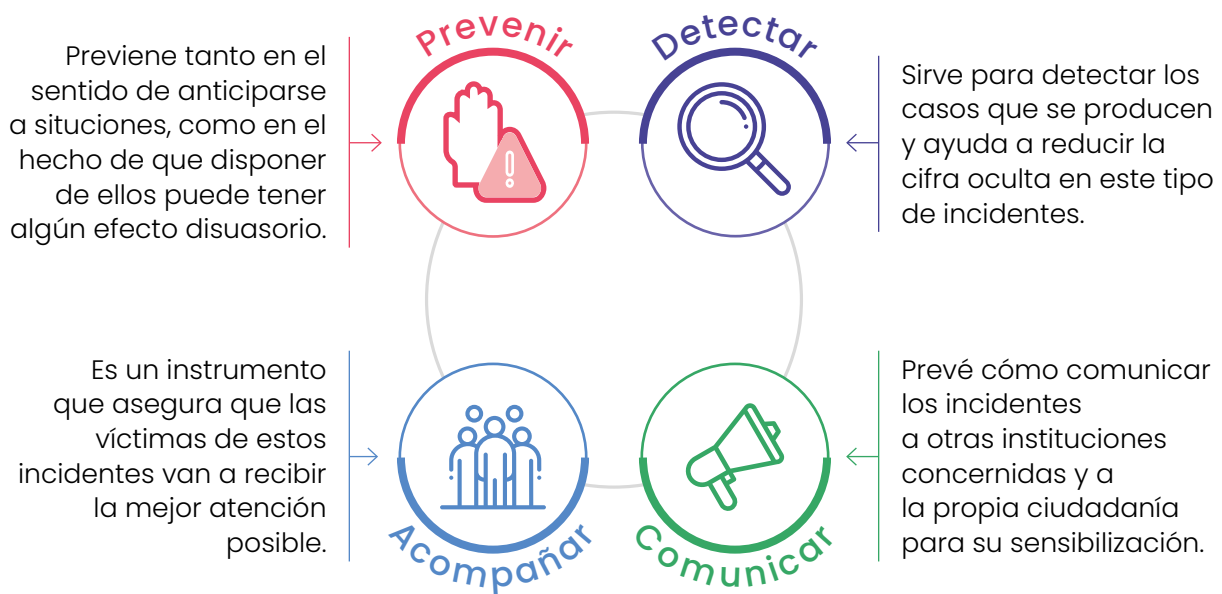 Prevenir
Previene tanto en el
sentido de anticiparse
a situciones, como en el
hecho de que disponer
de ellos puede tener
algún efecto disuasorio.
Detectar
Sirve para detectar los
casos que se producen
y ayuda a reducir la
cifra oculta en este tipo
de incidentes.
Es un instrumento
que asegura que las
víctimas de estos
incidentes van a recibir
la mejor atención
posible.
Acompañar
Prevé cómo comunicar
los incidentes
a otras instituciones
concernidas y a
la propia ciudadanía
para su sensibilización.
Comunicar